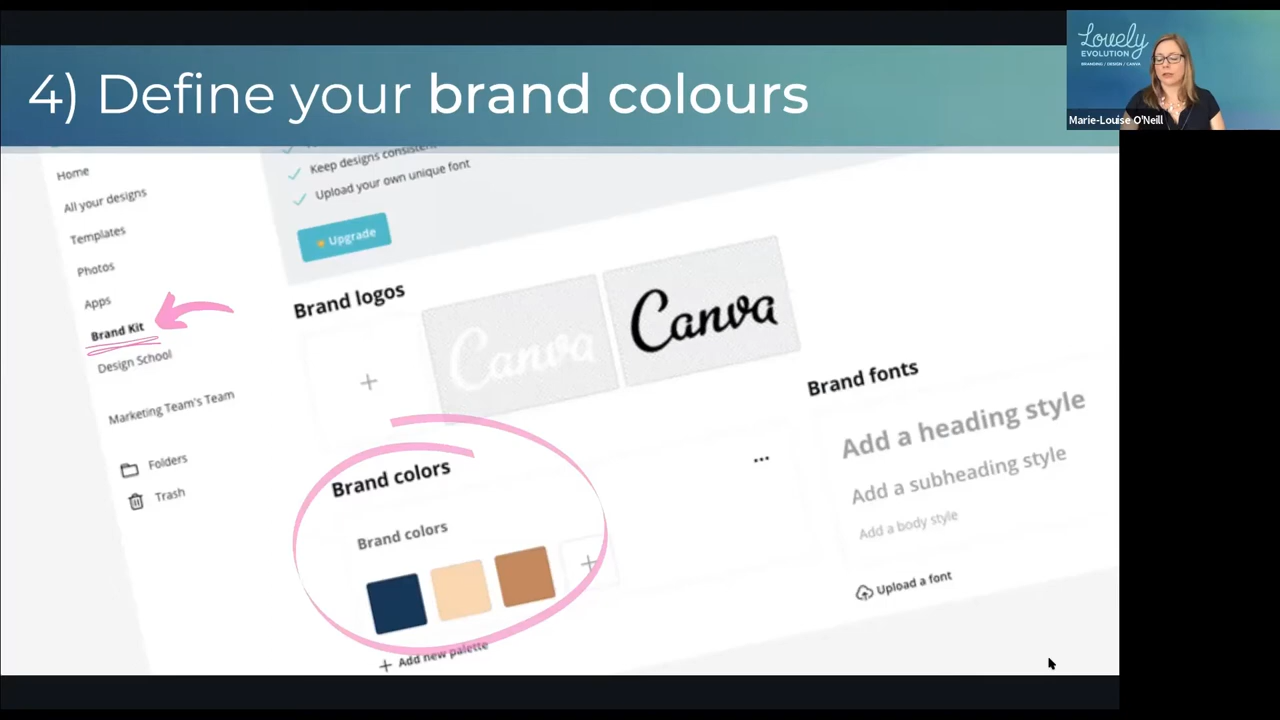 4) Define your brand colours
Lovely
EVOLUTION
BRANDING / DESIGN / CANVA
Marie-Louise O'Neill
Home
All your designs
Templates
Photos
Apps
Brand Kit
Design School
Marketing Team's Team
Folders
Trash
Keep designs consistent
Upload your own unique font
Upgrade
Brand logos
Canva
Canva
Brand colors
Brand colors
Add new palette
Brand fonts
Add a heading style
Add a subheading style
Add a body style
Upload a font